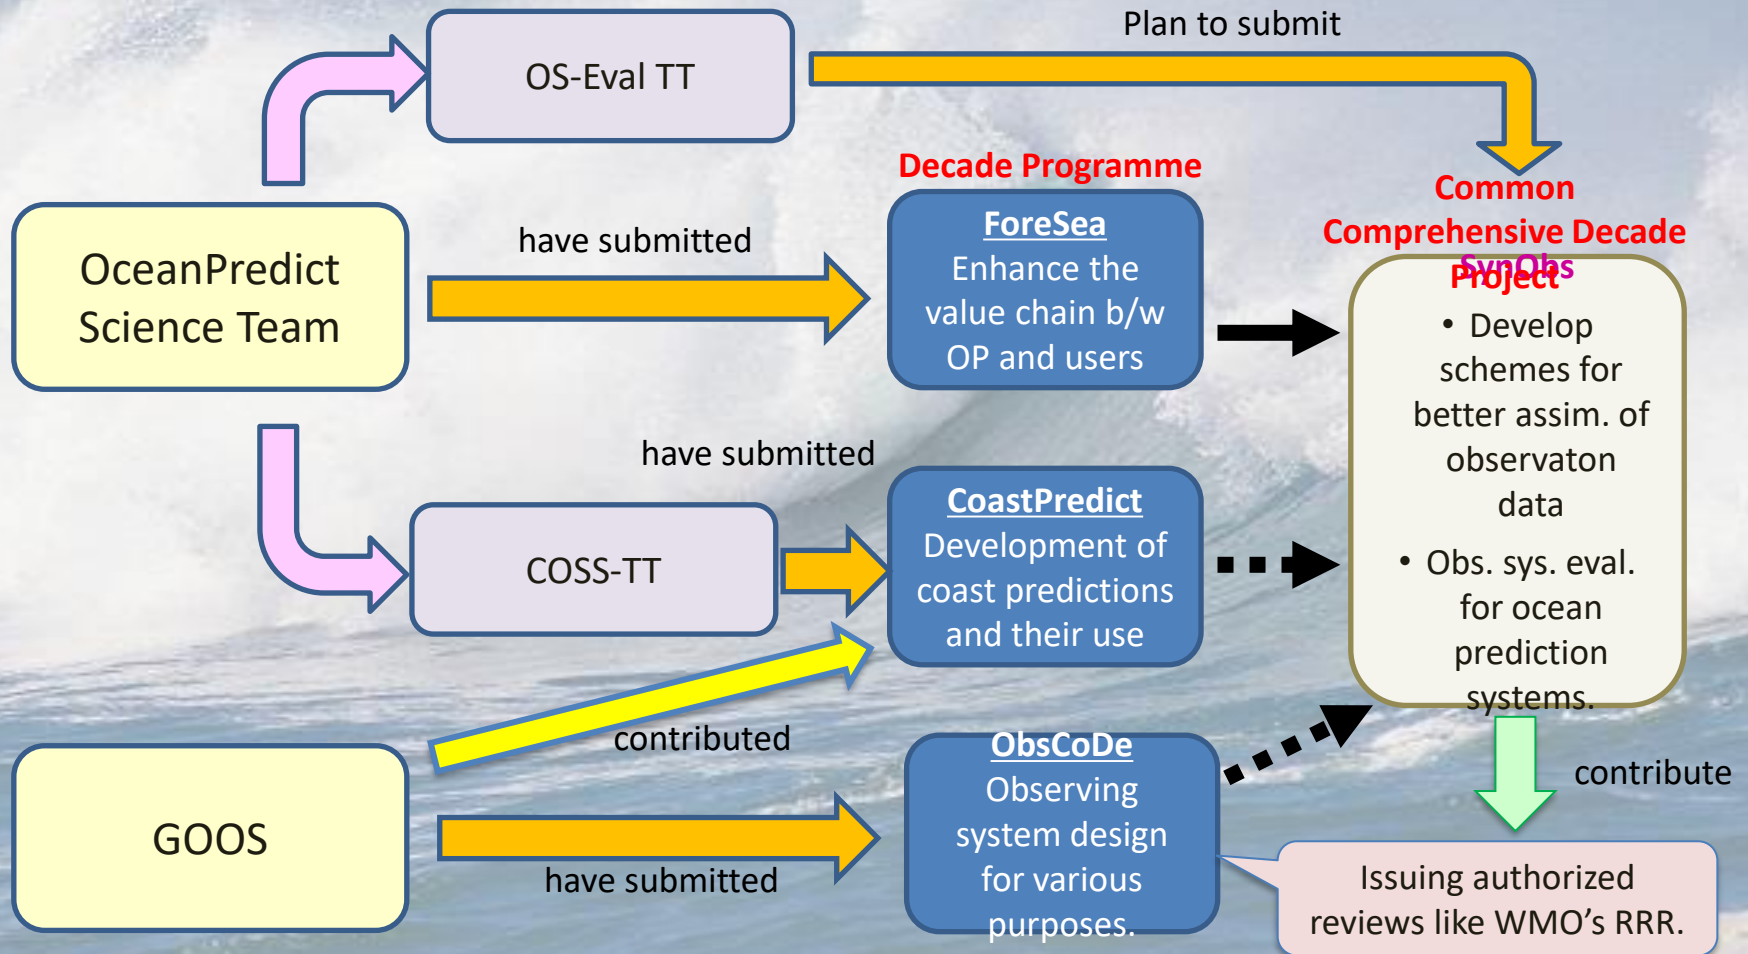 Plan to submit
OS-Eval TT
Decade Programme
Common
Comprehensive Decade
Project
SynObs
OceanPredict
Science Team
have submitted
ForeSea
Enhance the
value chain b/w
OP and users
• Develop
schemes for
better assim. of
observaton
data
• Obs. sys. eval.
for ocean
prediction
systems.
have submitted
COSS-TT
CoastPredict
Development of
coast predictions
and their use
contributed
GOOS
have submitted
ObsCoDe
Observing
system design
for various
purposes.
contribute
Issuing authorized
reviews like WMO's RRR.